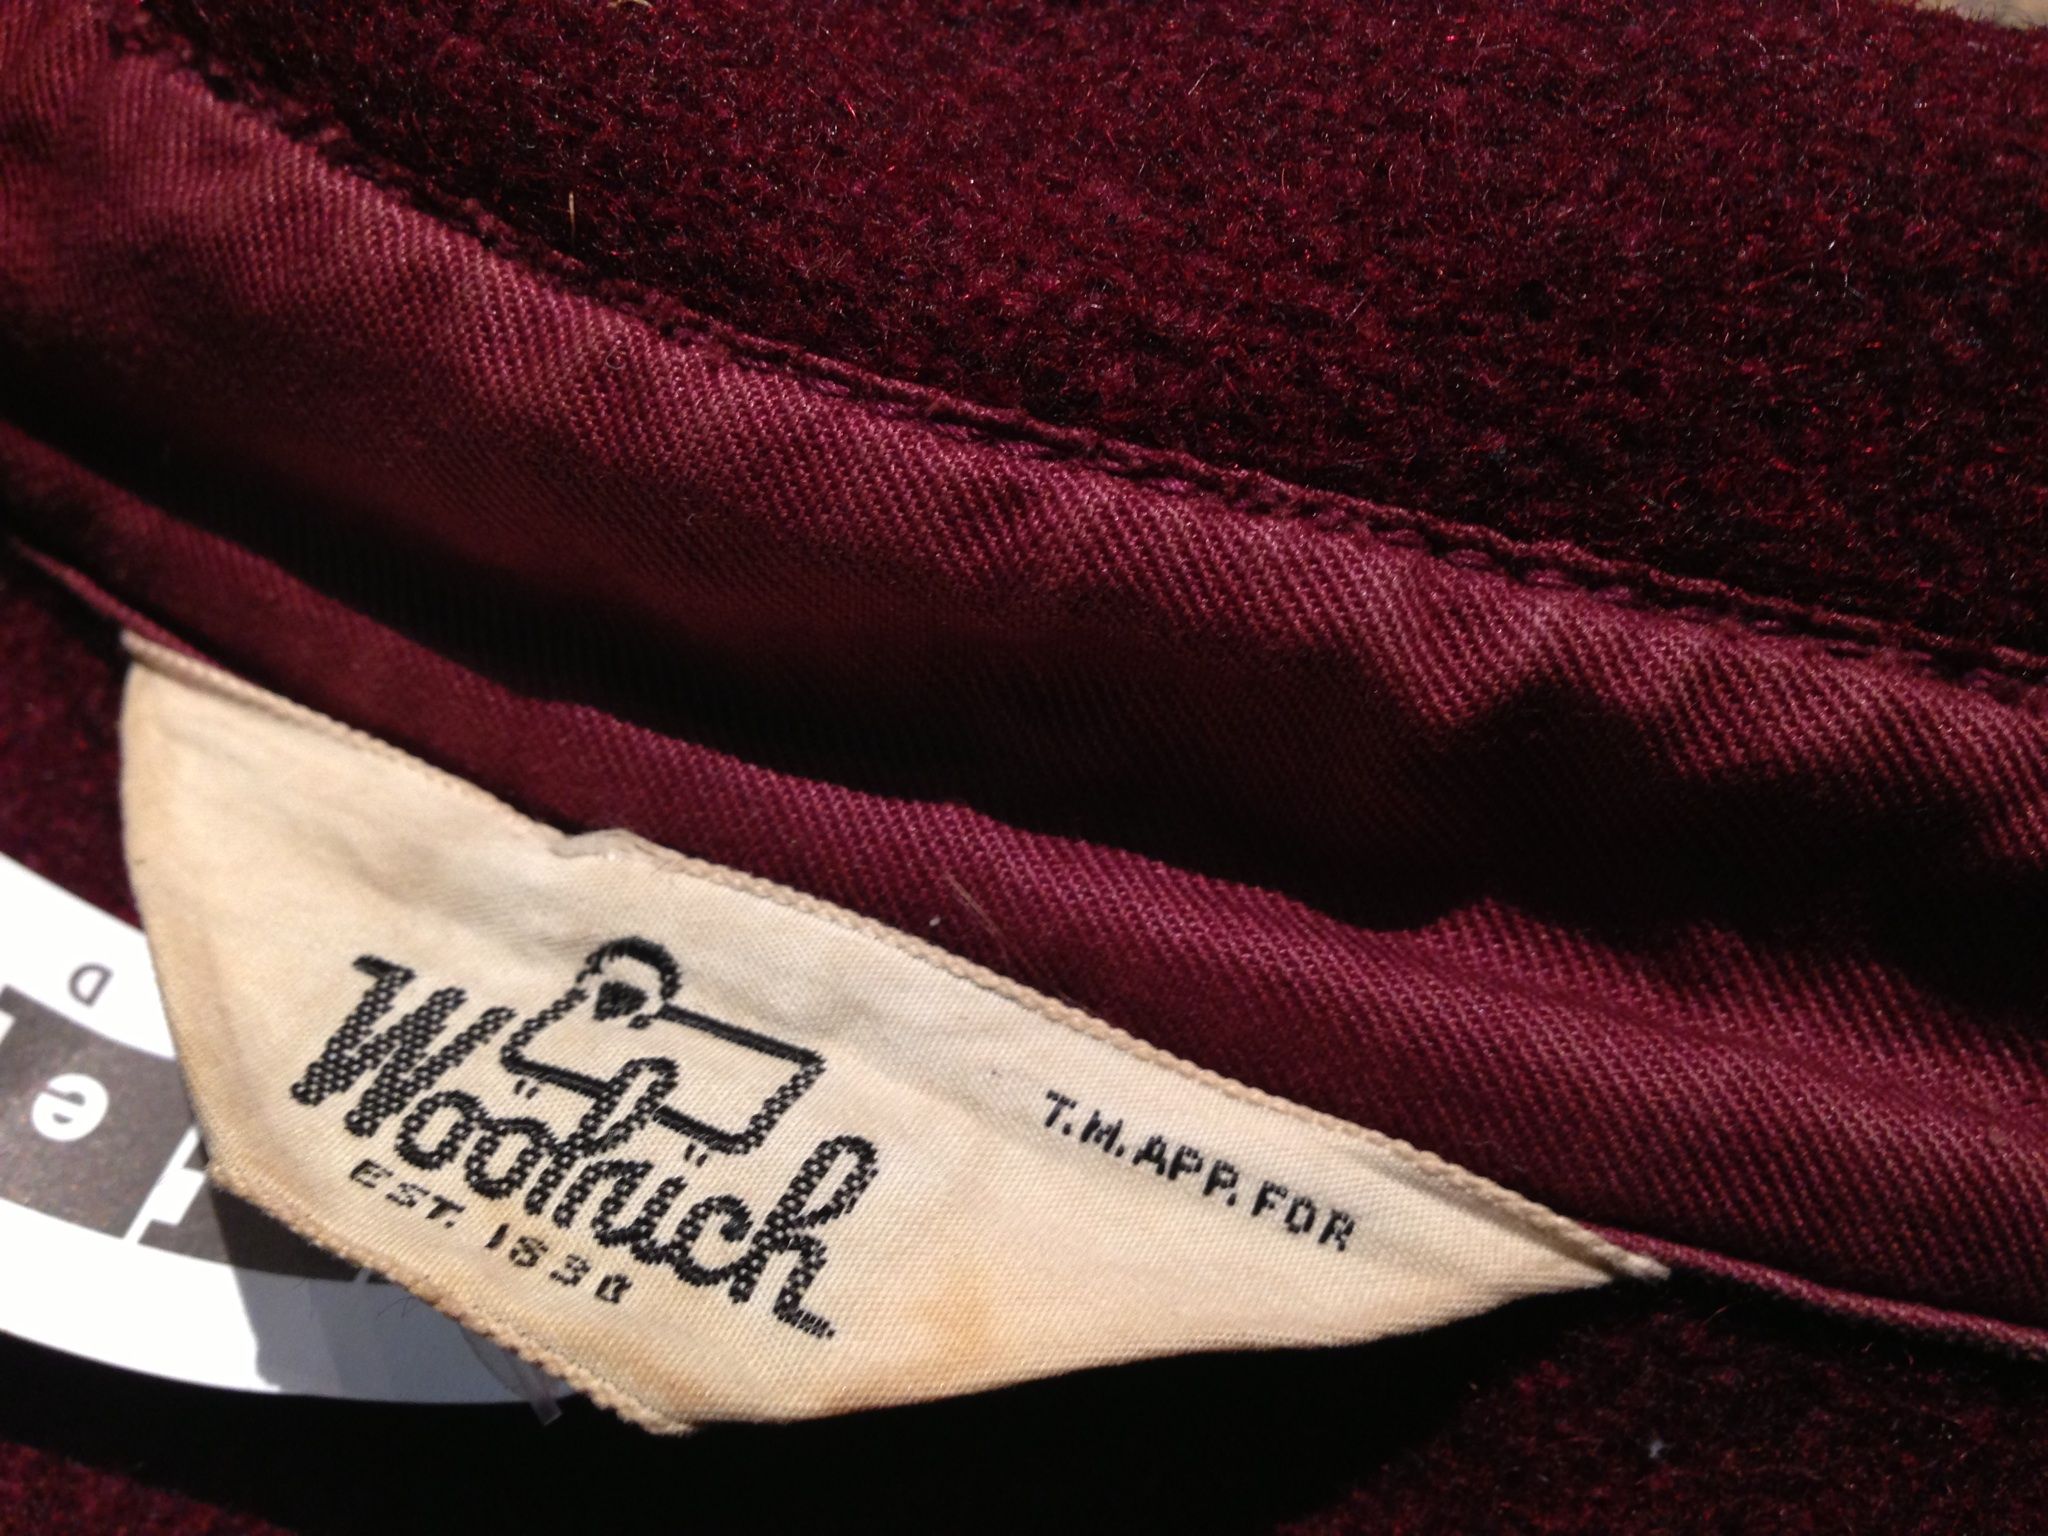 Woolrich
EST. 1830
T.M. APP. FOR
e
D